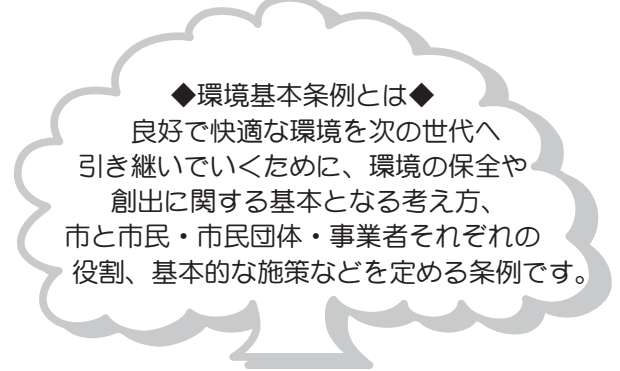 ◆環境基本条例とは◆
良好で快適な環境を次の世代へ
引き継いでいくために、環境の保全や
創出に関する基本となる考え方、
市と市民・市民団体・事業者それぞれの
役割、基本的な施策などを定める条例です。